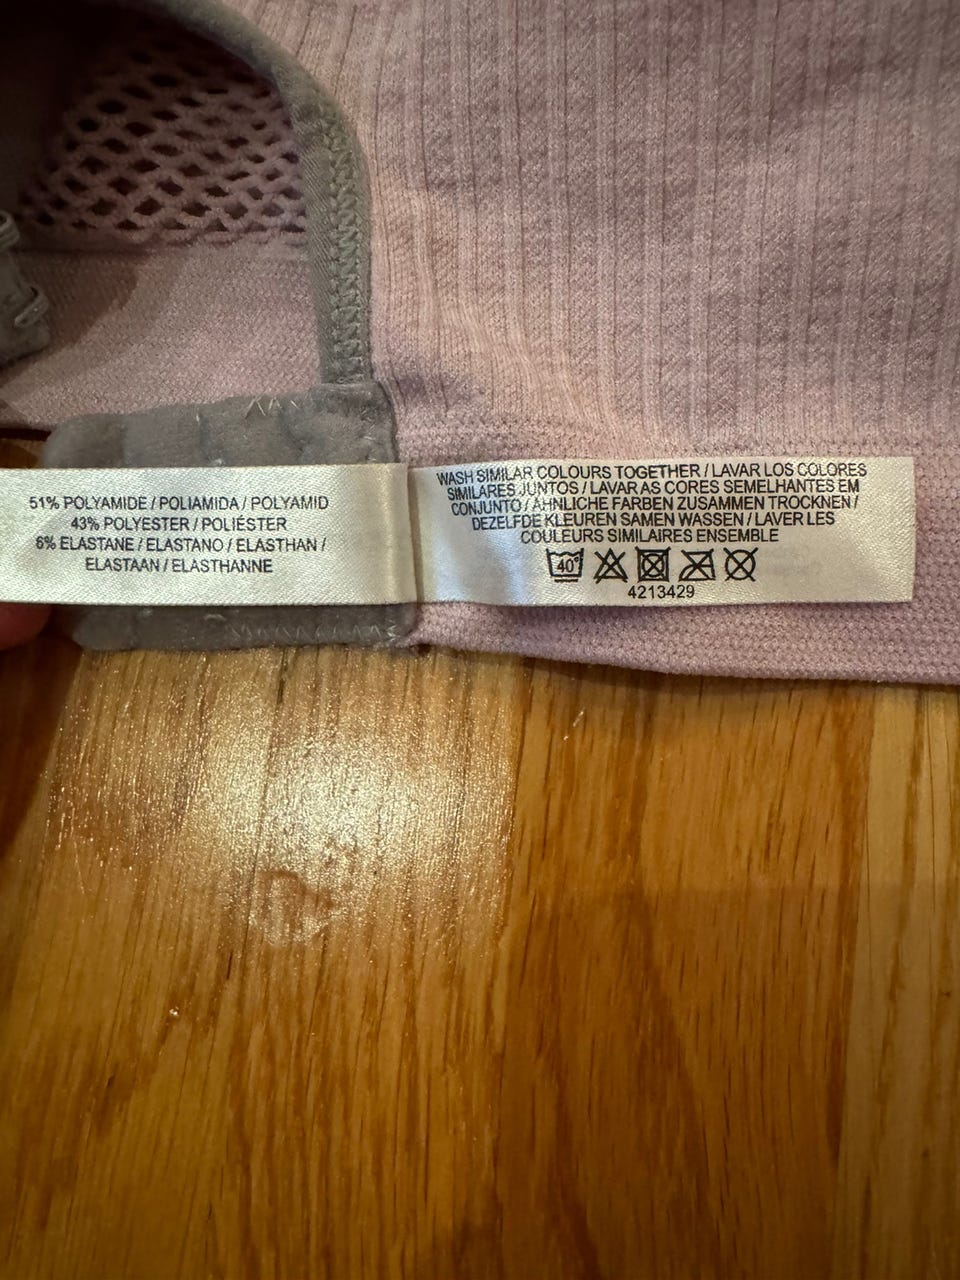 51% POLYAMIDE / POLIAMIDA / POLYAMID
43% POLYESTER / POLIÉSTER
6% ELASTANE / ELASTANO / ELASTHAN /
ELASTAAN / ELASTHANNE
WASH SIMILAR COLOURS TOGETHER / LAVAR LOS COLORES
SIMILARES JUNTOS / LAVAR AS CORES SEMELHANTES EM
CONJUNTO / ÄHNLICHE FARBEN ZUSAMMEN TROCKNEN /
DEZELFDE KLEUREN SAMEN WASSEN / LAVER LES
COULEURS SIMILAIRES ENSEMBLE
40°
4213429